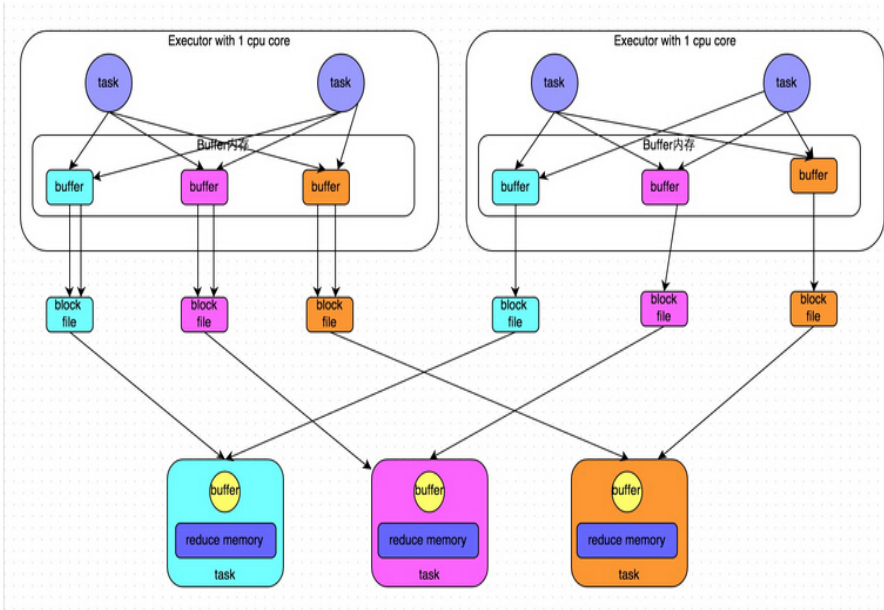 Executor with 1 cpu core
Executor with 1 cpu core
task
task
task
task
Buffer内存
Buffer内存
buffer
buffer
buffer
buffer
buffer
buffer
block
file
block
file
block
file
block
file
block
file
block
file
buffer
buffer
buffer
reduce memory
reduce memory
reduce memory
task
task
task